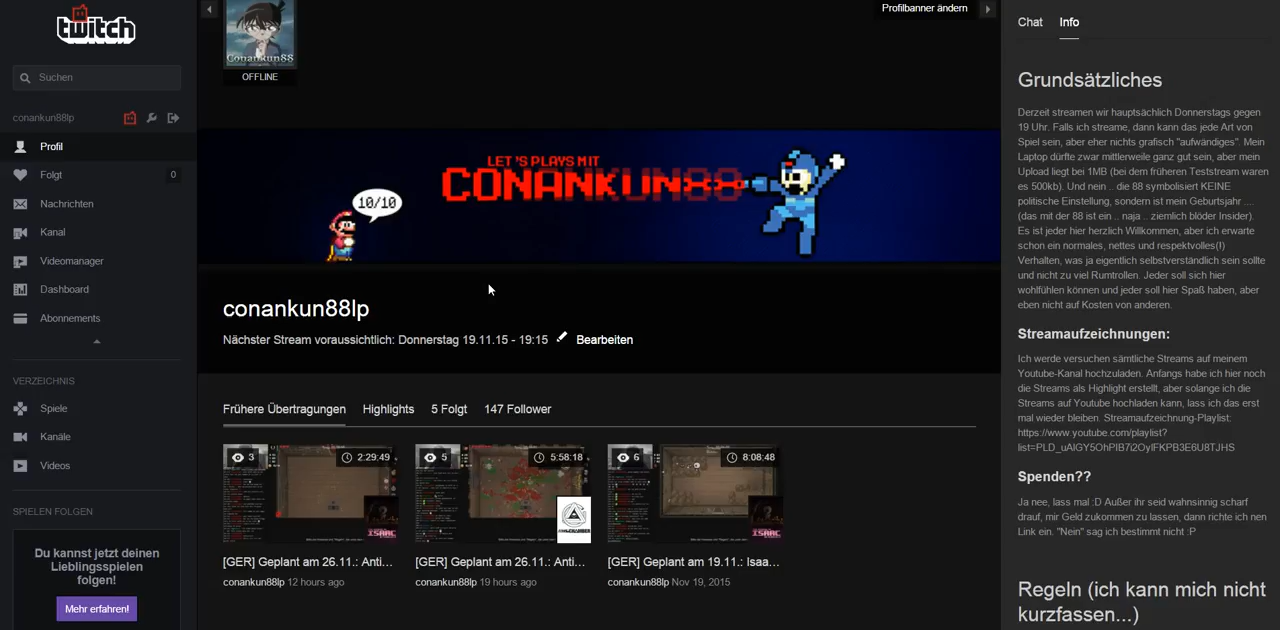 twitch
Suchen
conankun88lp
Profil
Folgt
0
Nachrichten
Kanal
Videomanager
Dashboard
Abonnements
VERZEICHNIS
Spiele
Kanäle
Videos
SPIELEN FOLGEN
Du kannst jetzt deinen
Lieblingsspielen
folgen!
Mehr erfahren!
Conankun88
OFFLINE
Profilbanner ändern
LET'S PLAYS MIT
CONANKUN88
10/10
conankun88lp
Nächster Stream voraussichtlich: Donnerstag 19.11.15 - 19:15
Bearbeiten
Frühere Übertragungen
Highlights
5 Folgt
147 Follower
3
2:29:49
ISAAC
[GER] Geplant am 26.11.: Anti...
conankun88lp 12 hours ago
5
5:58:18
[GER] Geplant am 26.11.: Anti...
conankun88lp 19 hours ago
6
8:08:48
ISAAC
[GER] Geplant am 19.11.: Isaa...
conankun88lp Nov 19, 2015
Chat
Info
Grundsätzliches
Derzeit streamen wir hauptsächlich Donnerstags gegen
19 Uhr. Falls ich streame, dann kann das jede Art von
Spiel sein, aber eher nichts grafisch "aufwändiges". Mein
Laptop dürfte zwar mittlerweile ganz gut sein, aber mein
Upload liegt bei 1MB (bei dem früheren Teststream waren
es 500kb). Und nein .. die 88 symbolisiert KEINE
politische Einstellung, sondern ist mein Geburtsjahr ....
(das mit der 88 ist ein .. naja .. ziemlich blöder Insider).
Es ist jeder hier herzlich Willkommen, aber ich erwarte
schon ein normales, nettes und respektvolles(!)
Verhalten, was ja eigentlich selbstverständlich sein sollte
und nicht zu viel Rumtrollen. Jeder soll sich hier
wohlfühlen können und jeder soll hier Spaß haben, aber
eben nicht auf Kosten von anderen.
Streamaufzeichnungen:
Ich werde versuchen sämtliche Streams auf meinem
Youtube-Kanal hochzuladen. Anfangs habe ich hier noch
die Streams als Highlight erstellt, aber solange ich die
Streams auf Youtube hochladen kann, lass ich das erst
mal wieder bleiben. Streamaufzeichnung-Playlist:
https://www.youtube.com/playlist?
list=PLD_uAlGY5OhPIB7i2OylFKPB3E6U8TJHS
Spenden??
Ja nee, lass mal :D Außer ihr seid wahnsinnig scharf
drauf, mir Geld zukommen zu lassen, dann richte ich nen
Link ein. "Nein" sag ich bestimmt nicht :P
Regeln (ich kann mich nicht
kurzfassen...)